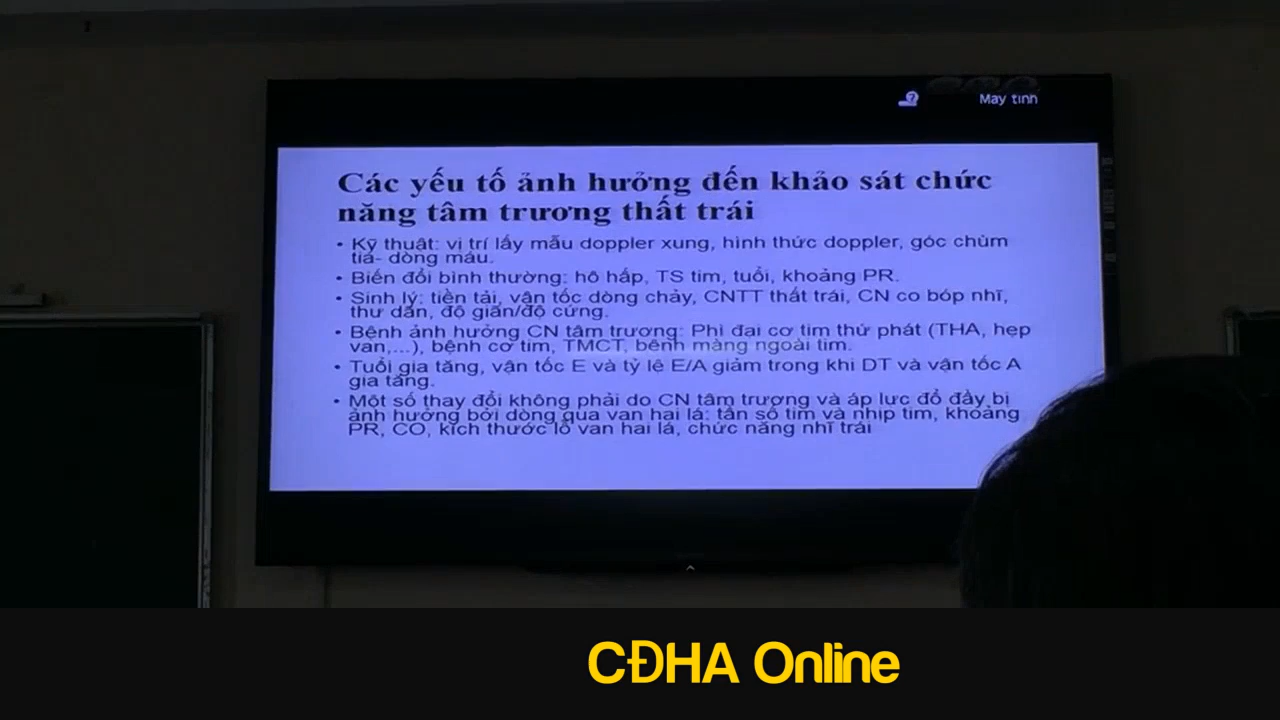 Máy tính
Các yếu tố ảnh hưởng đến khảo sát chức
năng tâm trương thất trái
• Kỹ thuật: vị trí lấy mẫu doppler xung, hình thức doppler, góc chùm
tia- dòng máu.
• Biến đổi bình thường: hô hấp, TS tim, tuổi, khoảng PR.
• Sinh lý: tiền tải, vận tốc dòng chảy, CNTT thất trái, CN co bóp nhĩ,
thư dãn, độ giãn/độ cứng.
• Bệnh ảnh hưởng CN tâm trương: Phì đại cơ tim thứ phát (THA, hẹp
van,...), bệnh cơ tim, TMCT, bệnh màng ngoài tim.
• Tuổi gia tăng, vận tốc E và tỷ lệ E/A giảm trong khi DT và vận tốc A
gia tăng.
• Một số thay đổi không phải do CN tâm trương và áp lực đổ đầy bị
ảnh hưởng bởi dòng qua van hai lá: tần số tim và nhịp tim, khoảng
PR, CO, kích thước lỗ van hai lá, chức năng nhĩ trái
CĐHA Online